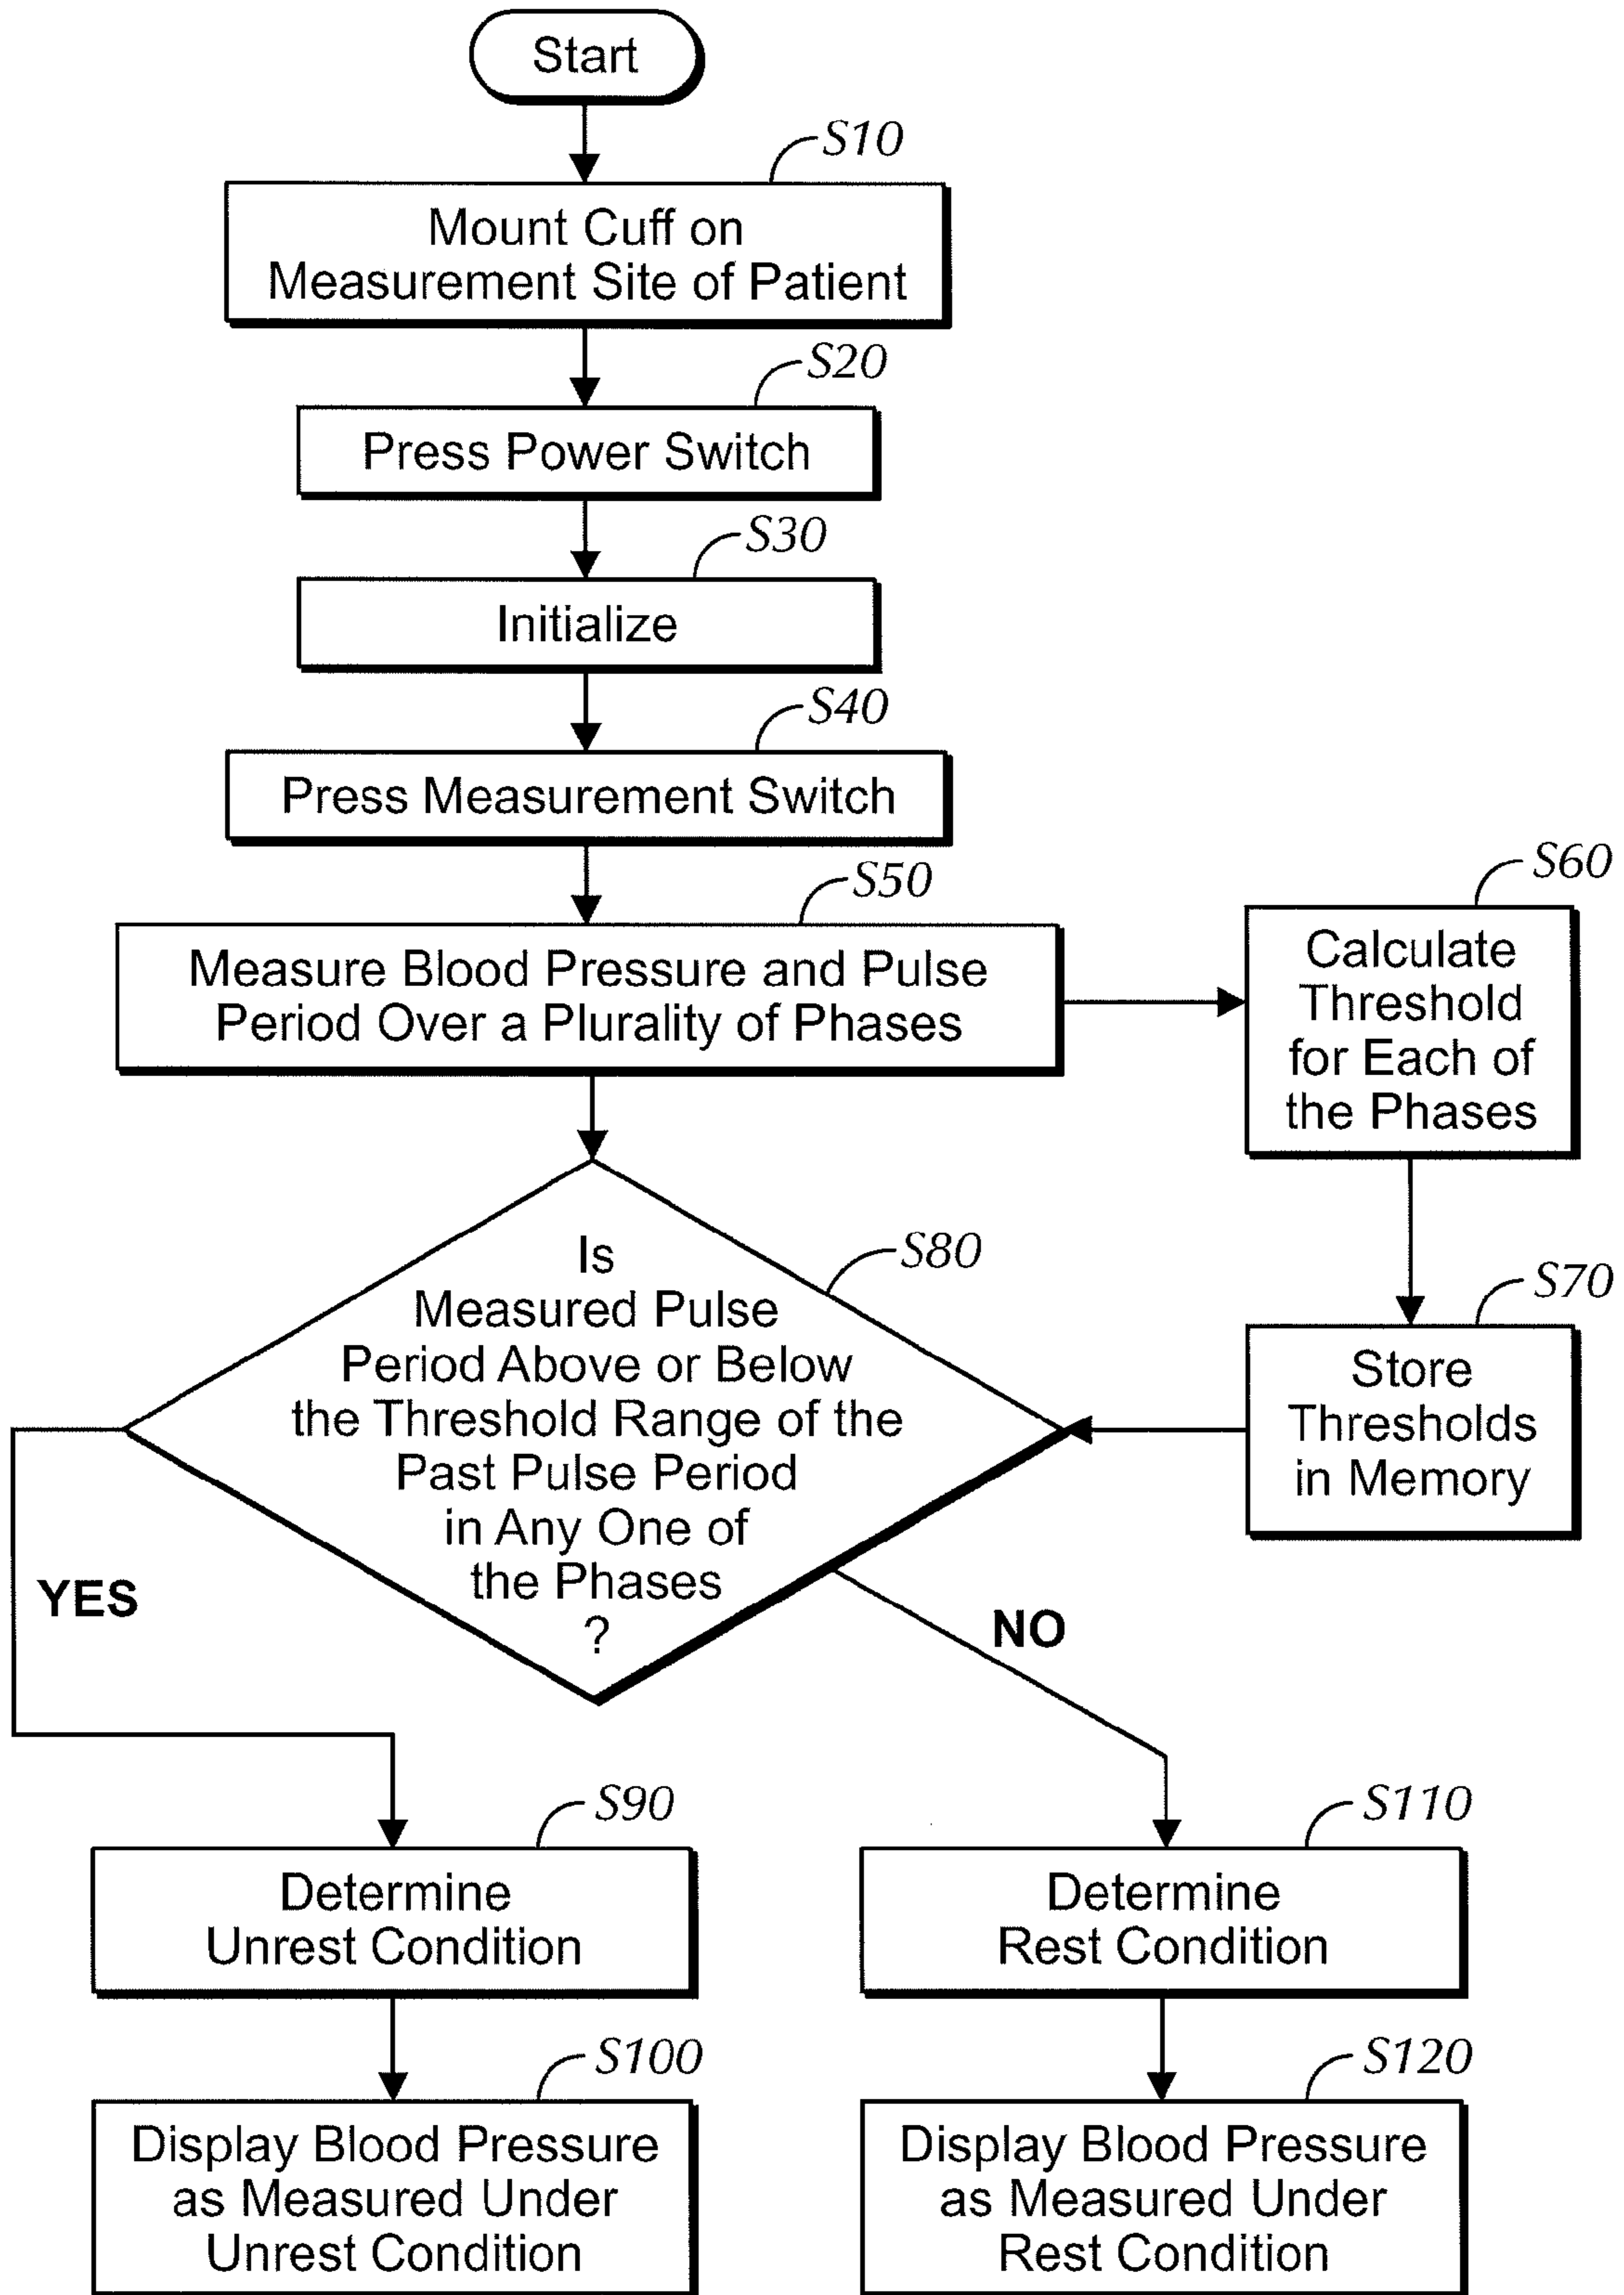 Start
S10
Mount Cuff on
Measurement Site of Patient
S20
Press Power Switch
S30
Initialize
S40
Press Measurement Switch
S50
Measure Blood Pressure and Pulse
Period Over a Plurality of Phases
S60
Calculate
Threshold
for Each of
the Phases
S70
Store
Thresholds
in Memory
S80
Is
Measured Pulse
Period Above or Below
the Threshold Range of the
Past Pulse Period
in Any One of
the Phases
?
YES
NO
S90
Determine
Unrest Condition
S100
Display Blood Pressure
as Measured Under
Unrest Condition
S110
Determine
Rest Condition
S120
Display Blood Pressure
as Measured Under
Rest Condition